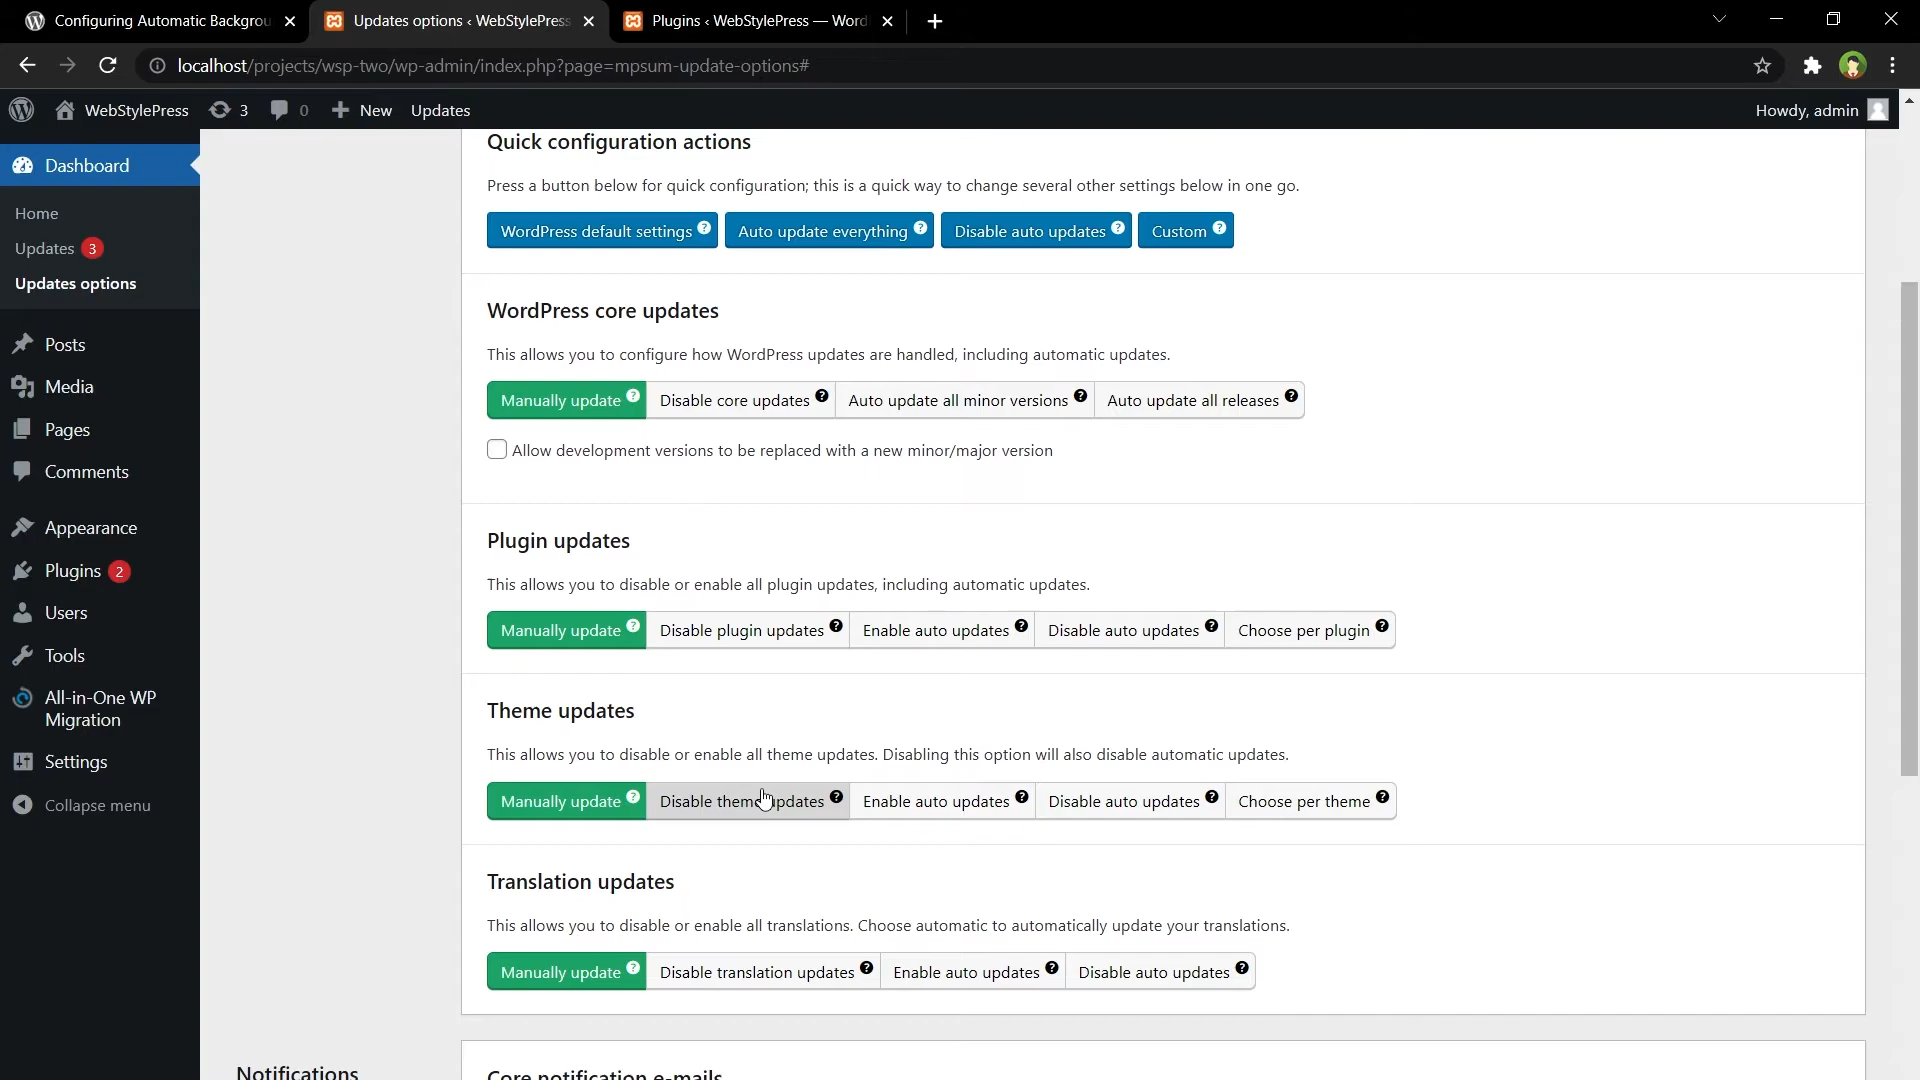 Configuring Automatic Backgrou
Updates options ‹ WebStylePress
Plugins ‹ WebStylePress — Word
localhost/projects/wsp-two/wp-admin/index.php?page=mpsum-update-options#
WebStylePress 3 0 New Updates Howdy, admin
Dashboard
Home
Updates 3
Updates options
Posts
Media
Pages
Comments
Appearance
Plugins 2
Users
Tools
All-in-One WP
Migration
Settings
Collapse menu
Quick configuration actions
Press a button below for quick configuration; this is a quick way to change several other settings below in one go.
WordPress default settings ? Auto update everything ? Disable auto updates ? Custom ?
WordPress core updates
This allows you to configure how WordPress updates are handled, including automatic updates.
Manually update ? Disable core updates ? Auto update all minor versions ? Auto update all releases ?
Allow development versions to be replaced with a new minor/major version
Plugin updates
This allows you to disable or enable all plugin updates, including automatic updates.
Manually update ? Disable plugin updates ? Enable auto updates ? Disable auto updates ? Choose per plugin ?
Theme updates
This allows you to disable or enable all theme updates. Disabling this option will also disable automatic updates.
Manually update ? Disable theme updates ? Enable auto updates ? Disable auto updates ? Choose per theme ?
Translation updates
This allows you to disable or enable all translations. Choose automatic to automatically update your translations.
Manually update ? Disable translation updates ? Enable auto updates ? Disable auto updates ?
Notifications
Core notification e-mails